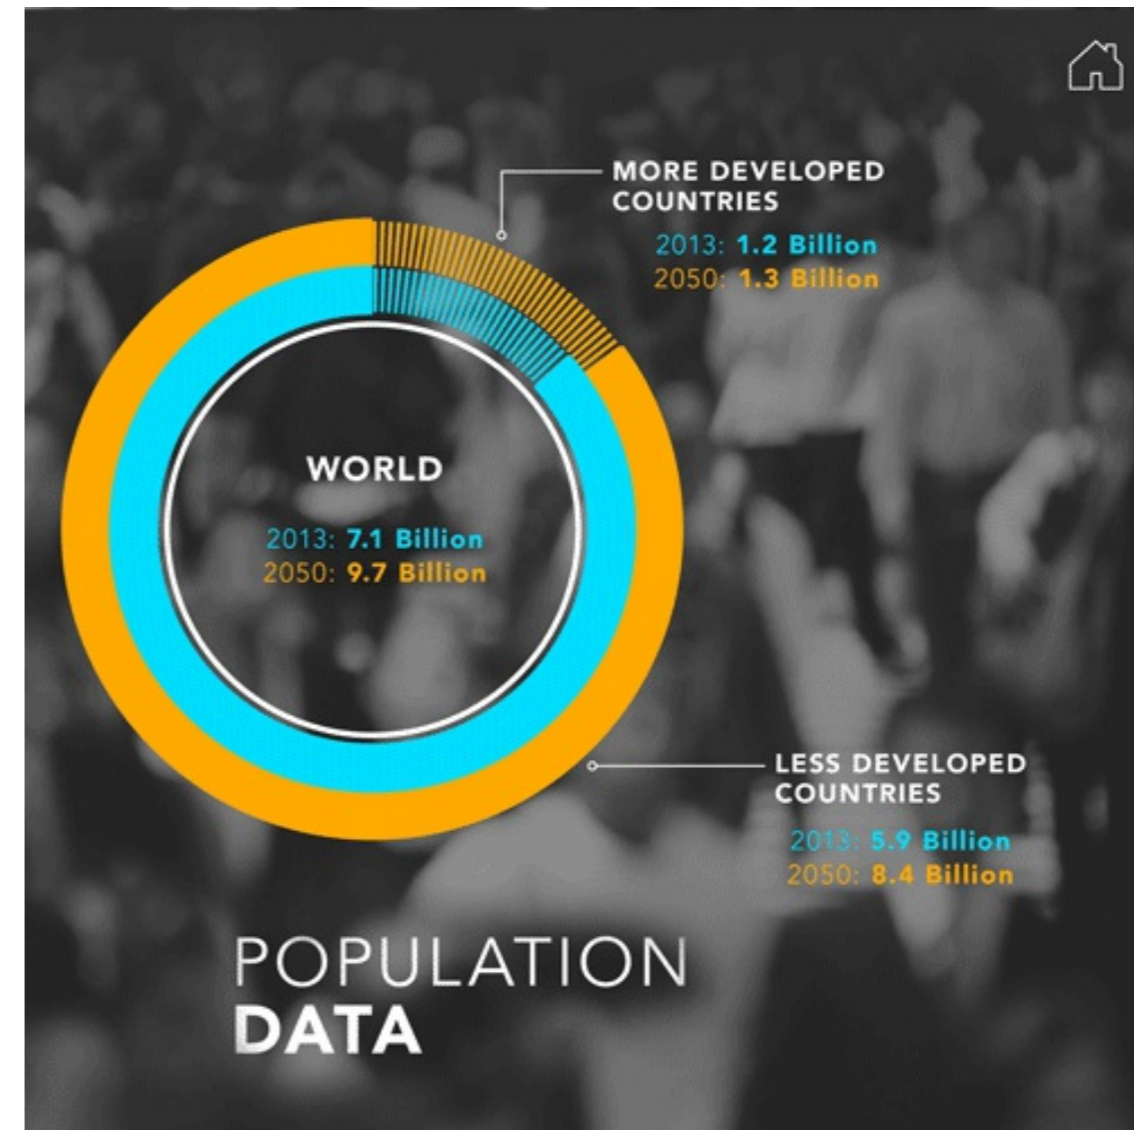 MORE DEVELOPED
COUNTRIES
2013: 1.2 Billion
2050: 1.3 Billion
WORLD
2013: 7.1 Billion
2050: 9.7 Billion
LESS DEVELOPED
COUNTRIES
2013: 5.9 Billion
2050: 8.4 Billion
POPULATION
DATA